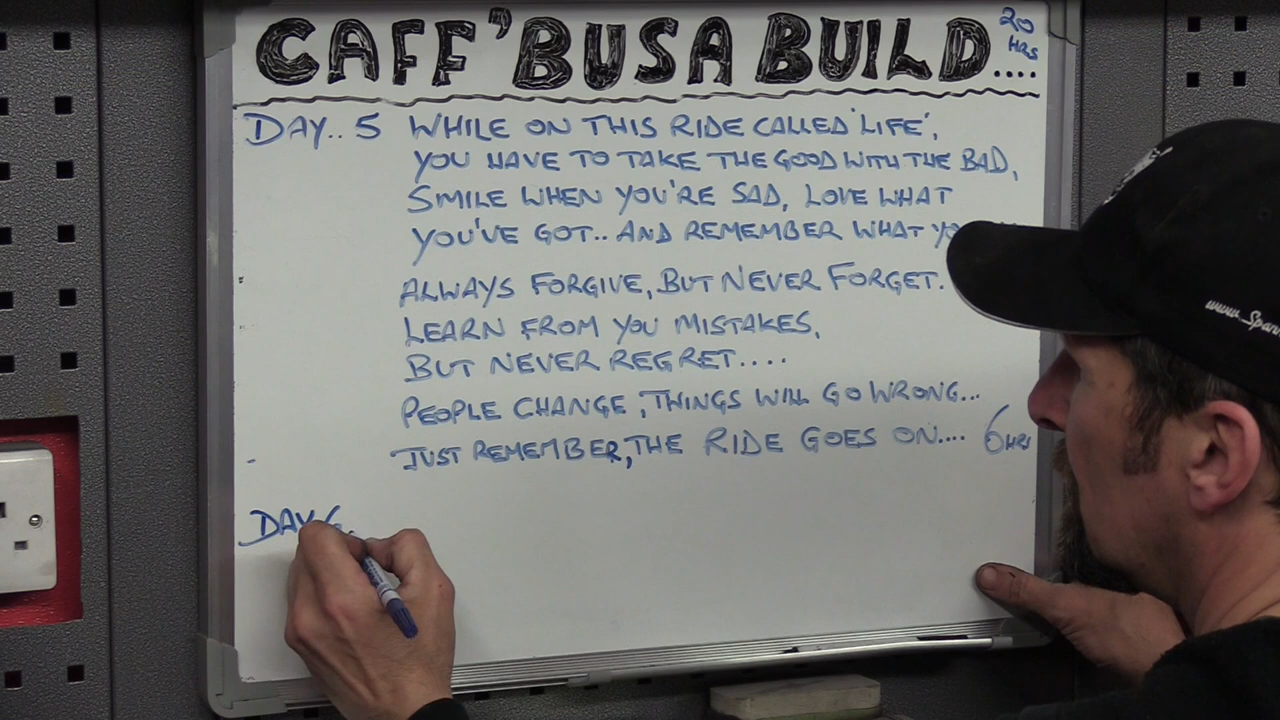 CAFF'BUSA BUILD.... 20 HRS
DAY.. 5 WHILE ON THIS RIDE CALLED 'LIFE',
YOU HAVE TO TAKE THE GOOD WITH THE BAD,
SMILE WHEN YOU'RE SAD, LOVE WHAT
YOU'VE GOT.. AND REMEMBER WHAT
ALWAYS FORGIVE, BUT NEVER FORGET.
LEARN FROM YOU MISTAKES,
BUT NEVER REGRET....
PEOPLE CHANGE, THINGS WILL GO WRONG...
JUST REMEMBER, THE RIDE GOES ON.... 6 HRS
DAY 6..